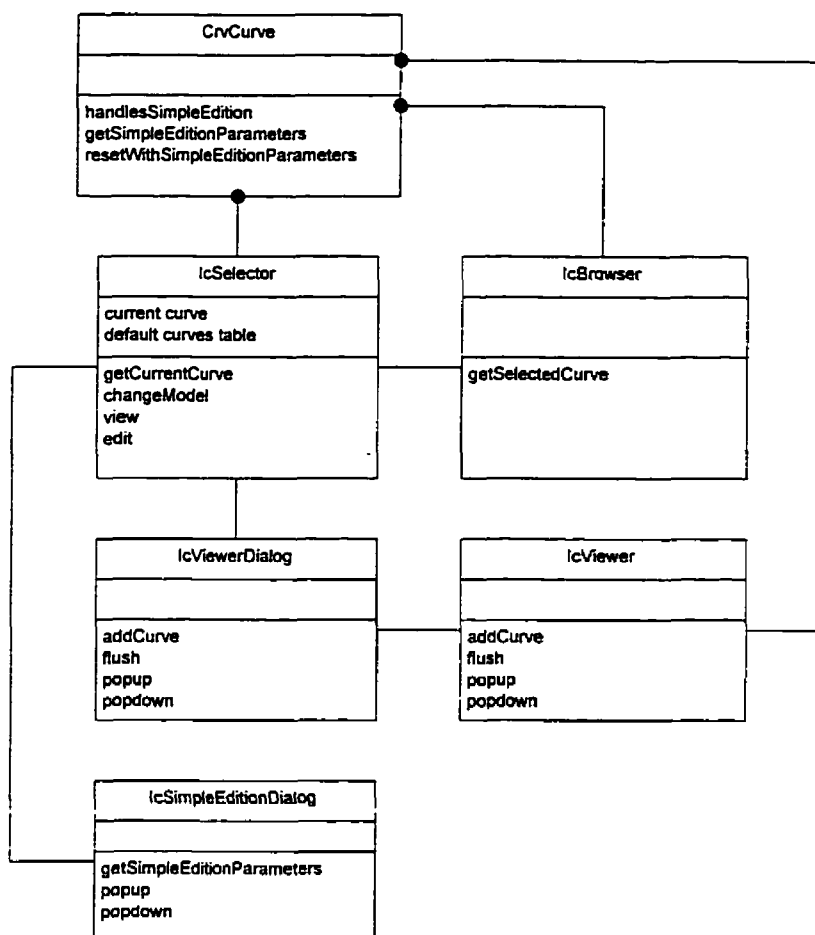 CrvCurve
handlesSimpleEdition
getSimpleEditionParameters
resetWithSimpleEditionParameters
IcSelector
current curve
default curves table
getCurrentCurve
changeModel
view
edit
IcBrowser
getSelectedCurve
IcViewerDialog
addCurve
flush
popup
popdown
IcViewer
addCurve
flush
popup
popdown
IcSimpleEditionDialog
getSimpleEditionParameters
popup
popdown